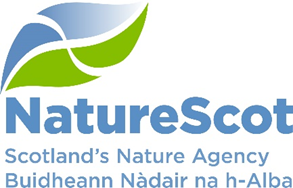 NatureScot
Scotland's Nature Agency
Buidheann Nàdair na h-Alba